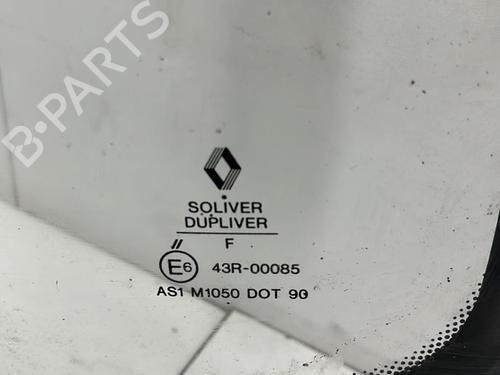 B-PARTS
SOLIVER
DUPLIVER
F
// E6 43R-00085
AS1 M1050 DOT 90